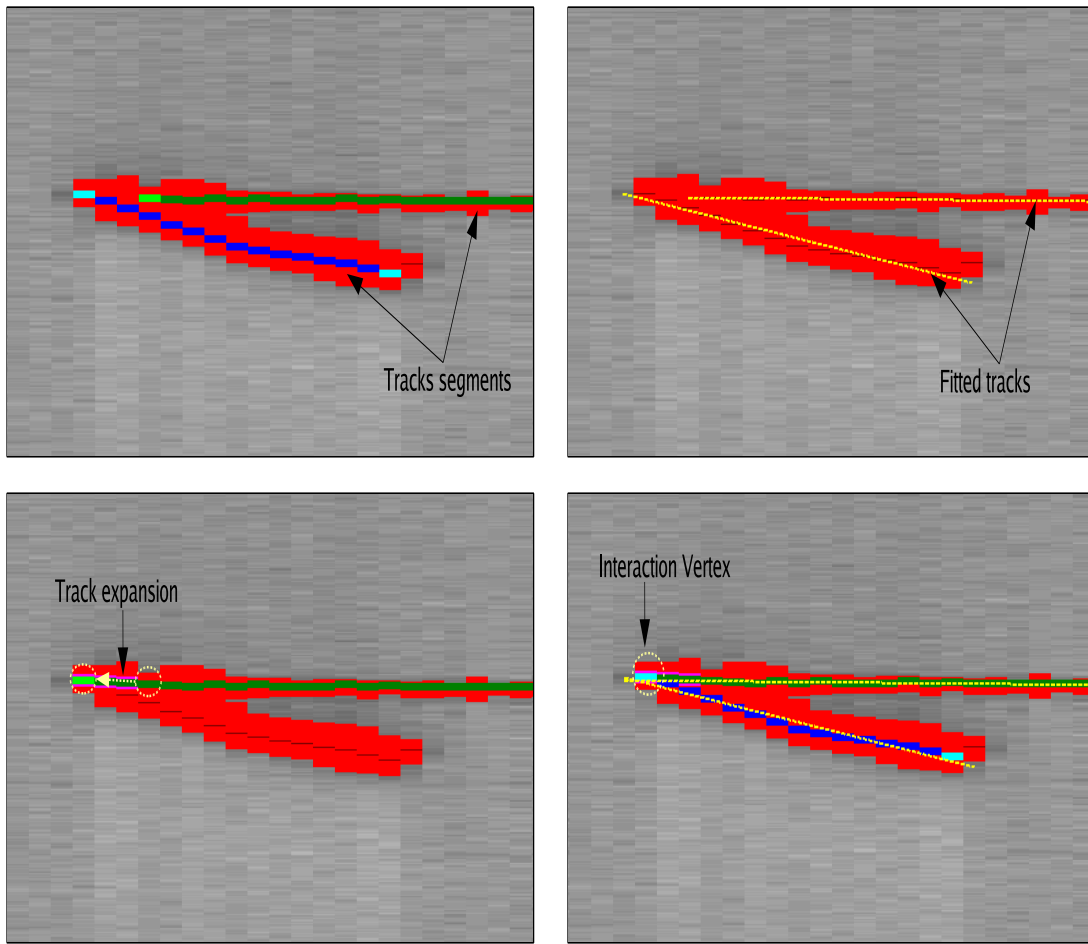 Tracks segments
Fitted tracks
Track expansion
Interaction Vertex